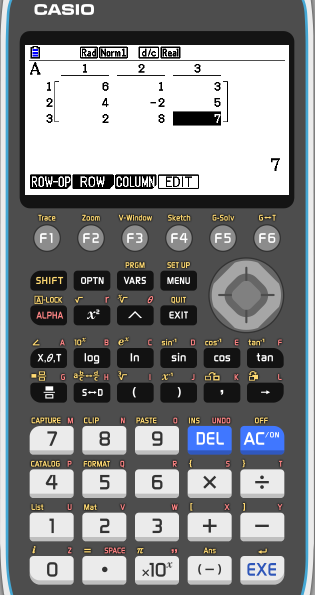 CASIO
Rad Norm1 d/c Real
A 1 2 3
1 6 1 3
2 4 -2 5
3 2 8 7
7
ROW-OP ROW COLUMN EDIT
Trace Zoom V-Window Sketch G-Solv G↔T
F1 F2 F3 F4 F5 F6
PRGM SET UP
SHIFT OPTN VARS MENU
A-LOCK √ r ˣ√ θ QUIT
ALPHA x² ^ EXIT
∠ A 10ˣ B eˣ C sin⁻¹ D cos⁻¹ E tan⁻¹ F
X,θ,T log ln sin cos tan
G H ³√ I x⁻¹ J K L
S↔D ( ) , →
CAPTURE M CLIP N PASTE O INS UNDO OFF
7 8 9 DEL AC/ON
CATALOG P FORMAT Q R { S } T
4 5 6 × ÷
List U Mat V W [ X ] Y
1 2 3 + −
i Z = SPACE π " Ans ↵
0 • ×10ˣ (−) EXE